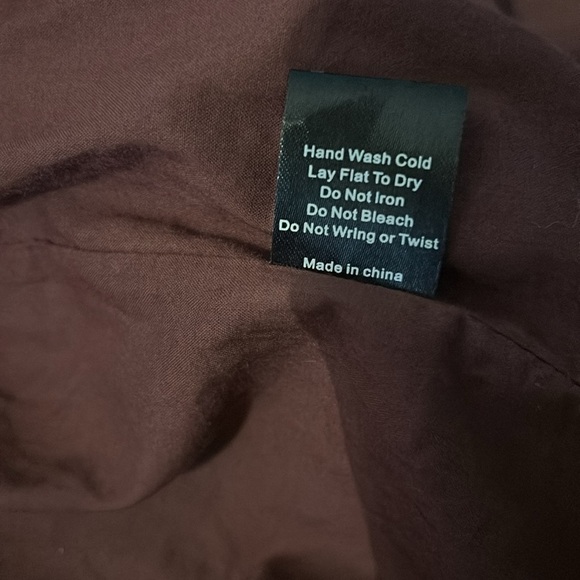 Hand Wash Cold
Lay Flat To Dry
Do Not Iron
Do Not Bleach
Do Not Wring or Twist
Made in china